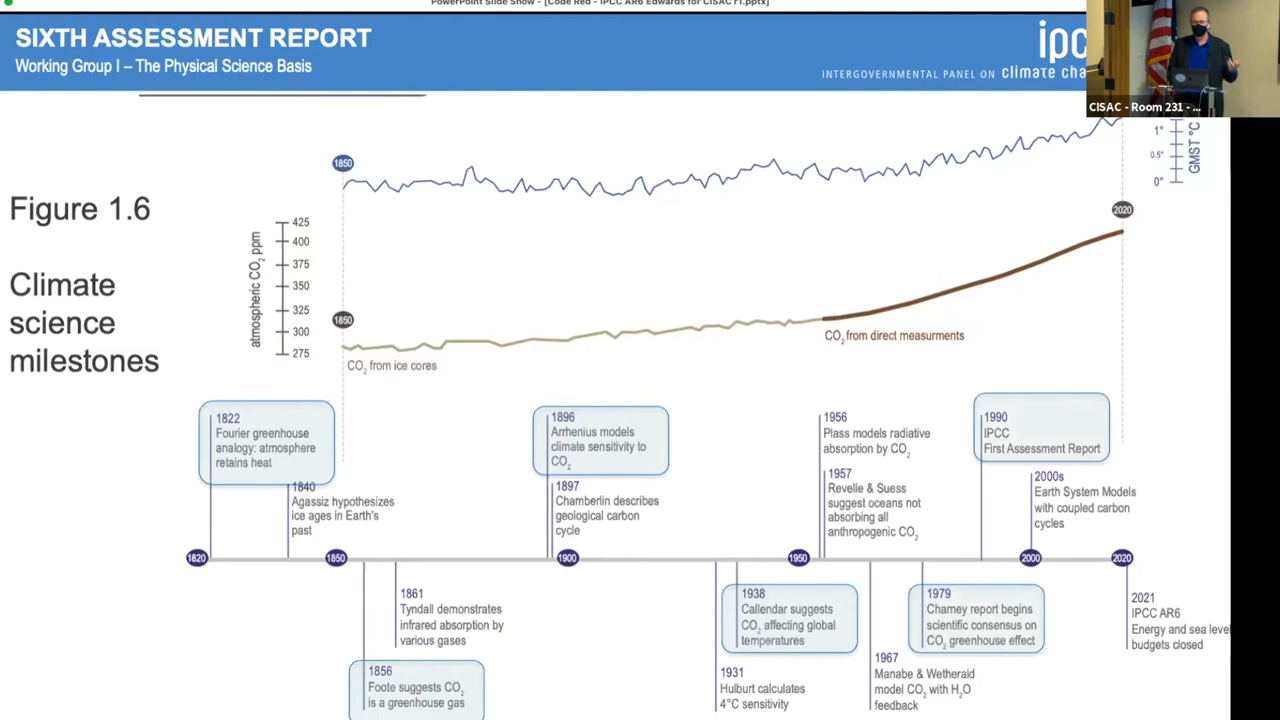 PowerPoint Slide Show - [Code Red - IPCC AR6 Edwards for CISAC r1.pptx]
SIXTH ASSESSMENT REPORT
Working Group I – The Physical Science Basis
ipc
INTERGOVERNMENTAL PANEL ON climate cha
CISAC - Room 231 - ...
Figure 1.6
Climate
science
milestones
1850
1°
0.5°
0°
GMST °C
2020
atmospheric CO2 ppm
425
400
375
350
325
300
275
1850
CO2 from ice cores
CO2 from direct measurments
1822
Fourier greenhouse
analogy: atmosphere
retains heat
1840
Agassiz hypothesizes
ice ages in Earth's
past
1896
Arrhenius models
climate sensitivity to
CO2
1897
Chamberlin describes
geological carbon
cycle
1956
Plass models radiative
absorption by CO2
1957
Revelle & Suess
suggest oceans not
absorbing all
anthropogenic CO2
1990
IPCC
First Assessment Report
2000s
Earth System Models
with coupled carbon
cycles
1820
1850
1900
1950
2000
2020
1861
Tyndall demonstrates
infrared absorption by
various gases
1856
Foote suggests CO2
is a greenhouse gas
1938
Callendar suggests
CO2 affecting global
temperatures
1931
Hulburt calculates
4°C sensitivity
1979
Charney report begins
scientific consensus on
CO2 greenhouse effect
1967
Manabe & Wetherald
model CO2 with H2O
feedback
2021
IPCC AR6
Energy and sea level
budgets closed